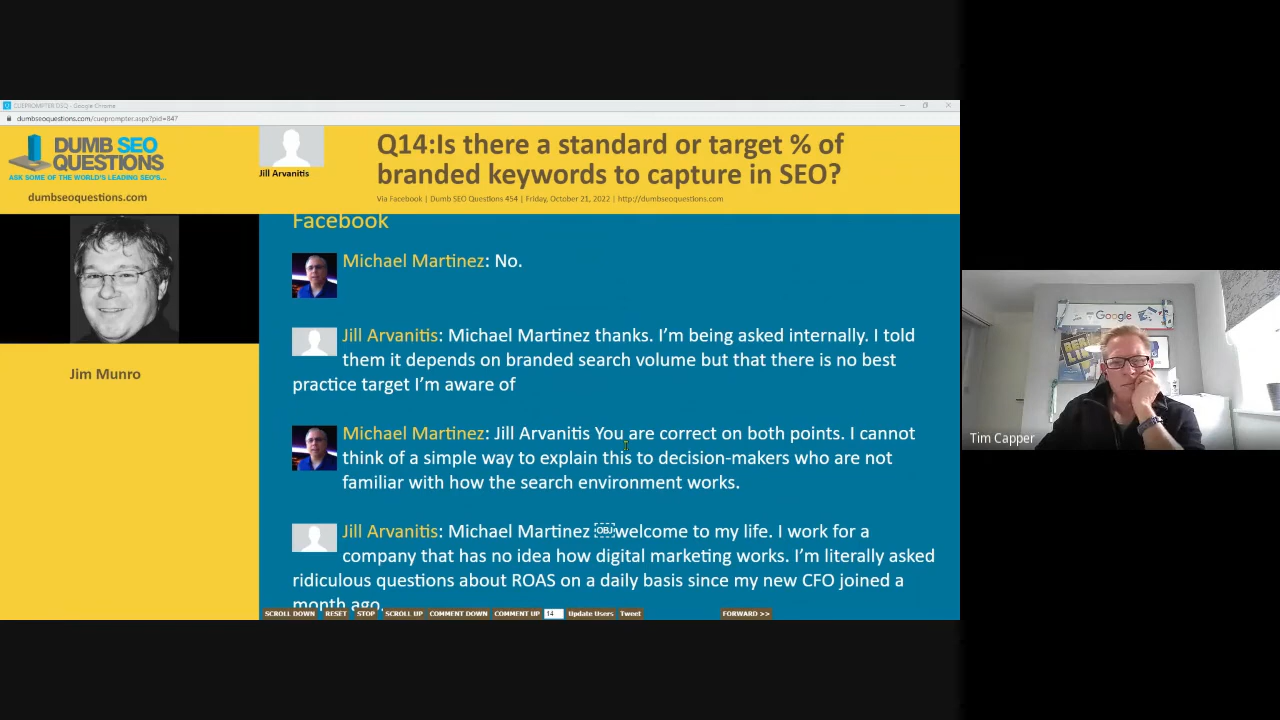 CUEPROMPTER DSQ - Google Chrome
dumbseoquestions.com/cueprompter.aspx?pid=847
DUMB SEO
QUESTIONS
ASK SOME OF THE WORLD'S LEADING SEO'S...
dumbseoquestions.com
Jill Arvanitis
Q14:Is there a standard or target % of
branded keywords to capture in SEO?
Via Facebook | Dumb SEO Questions 454 | Friday, October 21, 2022 | http://dumbseoquestions.com
Jim Munro
Facebook
Michael Martinez: No.
Jill Arvanitis: Michael Martinez thanks. I’m being asked internally. I told
them it depends on branded search volume but that there is no best
practice target I’m aware of
Michael Martinez: Jill Arvanitis You are correct on both points. I cannot
think of a simple way to explain this to decision-makers who are not
familiar with how the search environment works.
Jill Arvanitis: Michael Martinez OBJ welcome to my life. I work for a
company that has no idea how digital marketing works. I’m literally asked
ridiculous questions about ROAS on a daily basis since my new CFO joined a
month ago.
SCROLL DOWN RESET STOP SCROLL UP COMMENT DOWN COMMENT UP 14 Update Users Tweet FORWARD >>
Google
Tim Capper